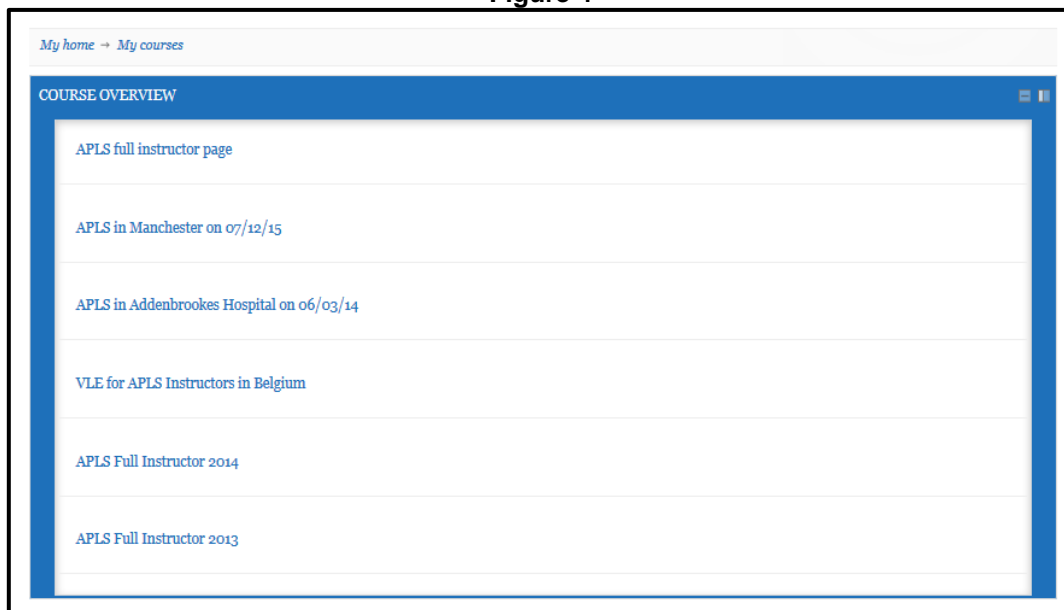 My home → My courses
COURSE OVERVIEW
APLS full instructor page
APLS in Manchester on 07/12/15
APLS in Addenbrookes Hospital on 06/03/14
VLE for APLS Instructors in Belgium
APLS Full Instructor 2014
APLS Full Instructor 2013